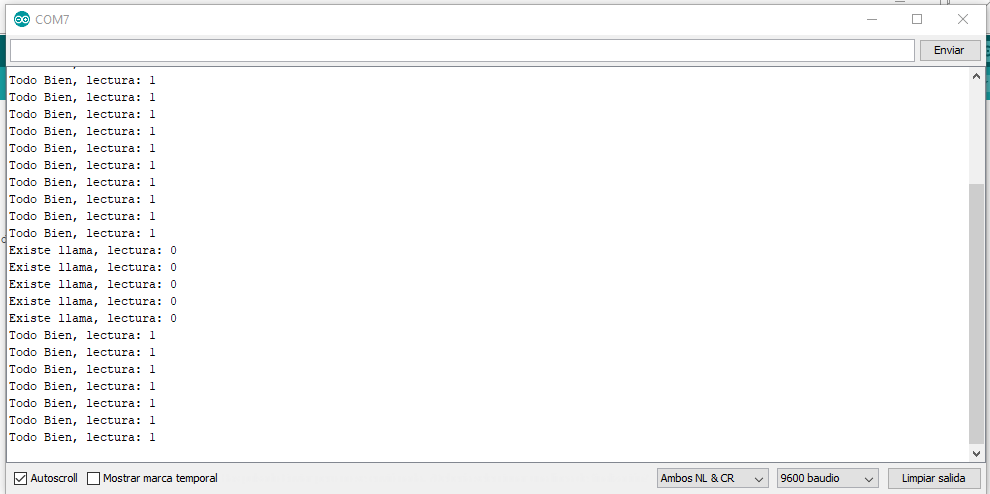 COM7
Enviar
Todo Bien, lectura: 1
Todo Bien, lectura: 1
Todo Bien, lectura: 1
Todo Bien, lectura: 1
Todo Bien, lectura: 1
Todo Bien, lectura: 1
Todo Bien, lectura: 1
Todo Bien, lectura: 1
Todo Bien, lectura: 1
Todo Bien, lectura: 1
Existe llama, lectura: 0
Existe llama, lectura: 0
Existe llama, lectura: 0
Existe llama, lectura: 0
Existe llama, lectura: 0
Todo Bien, lectura: 1
Todo Bien, lectura: 1
Todo Bien, lectura: 1
Todo Bien, lectura: 1
Todo Bien, lectura: 1
Todo Bien, lectura: 1
Todo Bien, lectura: 1
Autoscroll Mostrar marca temporal Ambos NL & CR 9600 baudio Limpiar salida